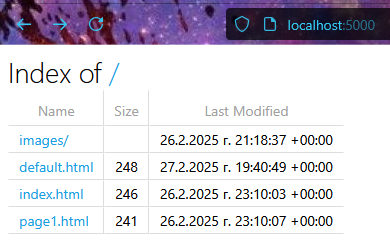 localhost:5000
Index of /
Name Size Last Modified
images/ 26.2.2025 г. 21:18:37 +00:00
default.html 248 27.2.2025 г. 19:40:49 +00:00
index.html 246 26.2.2025 г. 23:10:03 +00:00
page1.html 241 26.2.2025 г. 23:10:07 +00:00